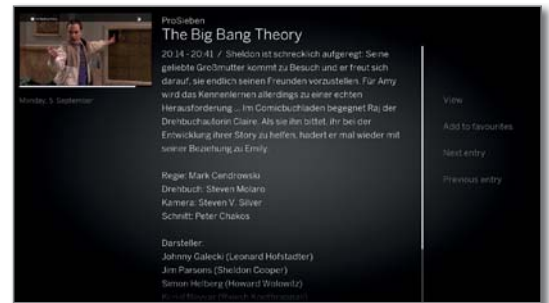 ProSieben
The Big Bang Theory
20:14 - 20:41 / Sheldon ist schrecklich aufgeregt: Seine
geliebte Großmutter kommt zu Besuch und er freut sich
darauf, sie endlich seinen Freunden vorzustellen. Für Amy
wird das Kennenlernen allerdings zu einer echten
Herausforderung ... Im Comicbuchladen begegnet Raj der
Drehbuchautorin Claire. Als sie ihn bittet, ihr bei der
Entwicklung ihrer Story zu helfen, hadert er mal wieder mit
seiner Beziehung zu Emily.
Regie: Mark Cendrowski
Drehbuch: Steven Molaro
Kamera: Steven V. Silver
Schnitt: Peter Chakos
Darsteller:
Johnny Galecki (Leonard Hofstadter)
Jim Parsons (Sheldon Cooper)
Simon Helberg (Howard Wolowitz)
Monday, 5. September
View
Add to favourites
Next entry
Previous entry